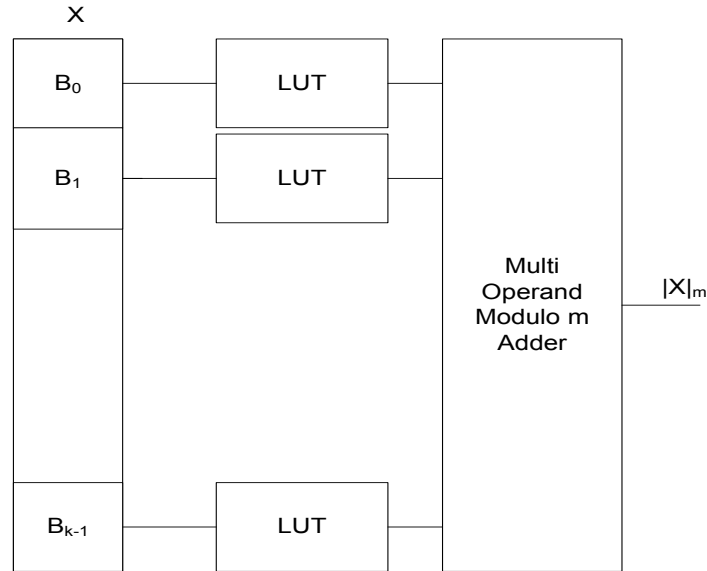 X
B₀
LUT
B₁
LUT
Multi
Operand
Modulo m
Adder
|X|ₘ
Bₖ₋₁
LUT